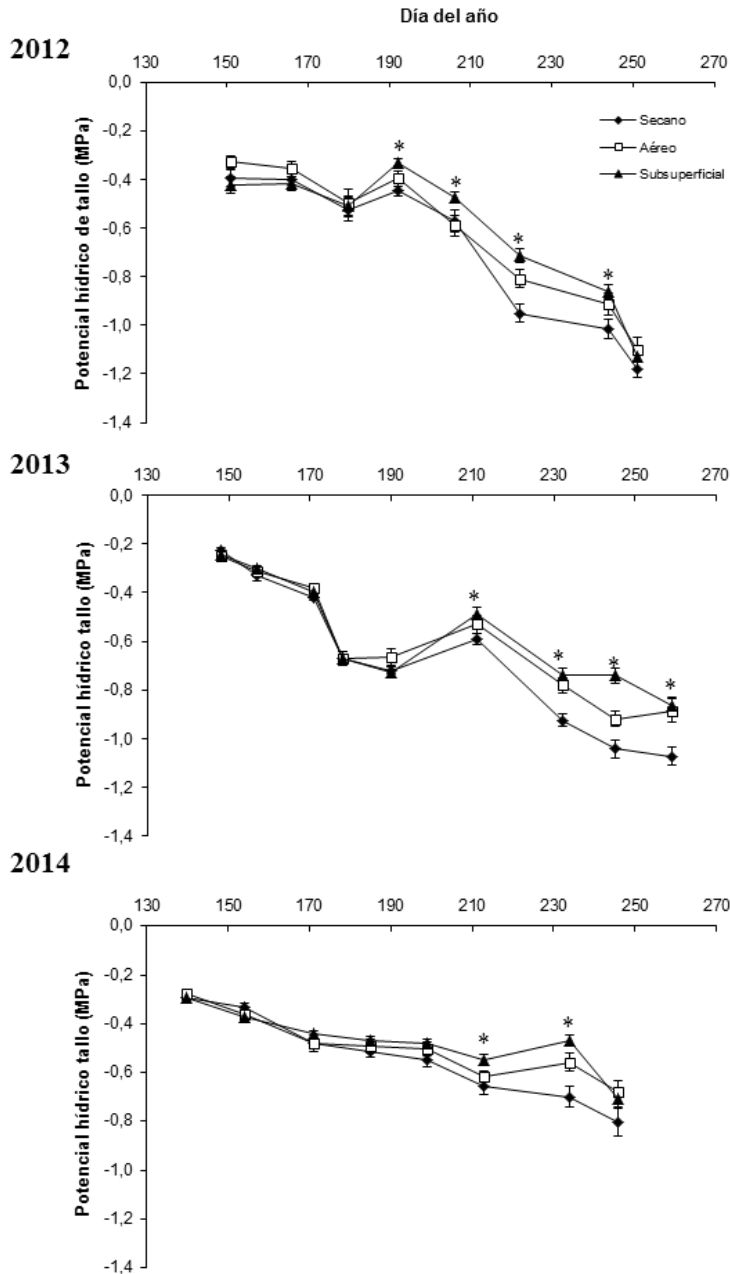 Día del año
2012
130 150 170 190 210 230 250 270
0,0
-0,2
-0,4
-0,6
-0,8
-1,0
-1,2
-1,4
Potencial hídrico de tallo (MPa)
* * * *
Secano
Aéreo
Subsuperficial
2013
130 150 170 190 210 230 250 270
0,0
-0,2
-0,4
-0,6
-0,8
-1,0
-1,2
-1,4
Potencial hídrico tallo (MPa)
* * * *
2014
130 150 170 190 210 230 250 270
0,0
-0,2
-0,4
-0,6
-0,8
-1,0
-1,2
-1,4
Potencial hídrico tallo (MPa)
* *